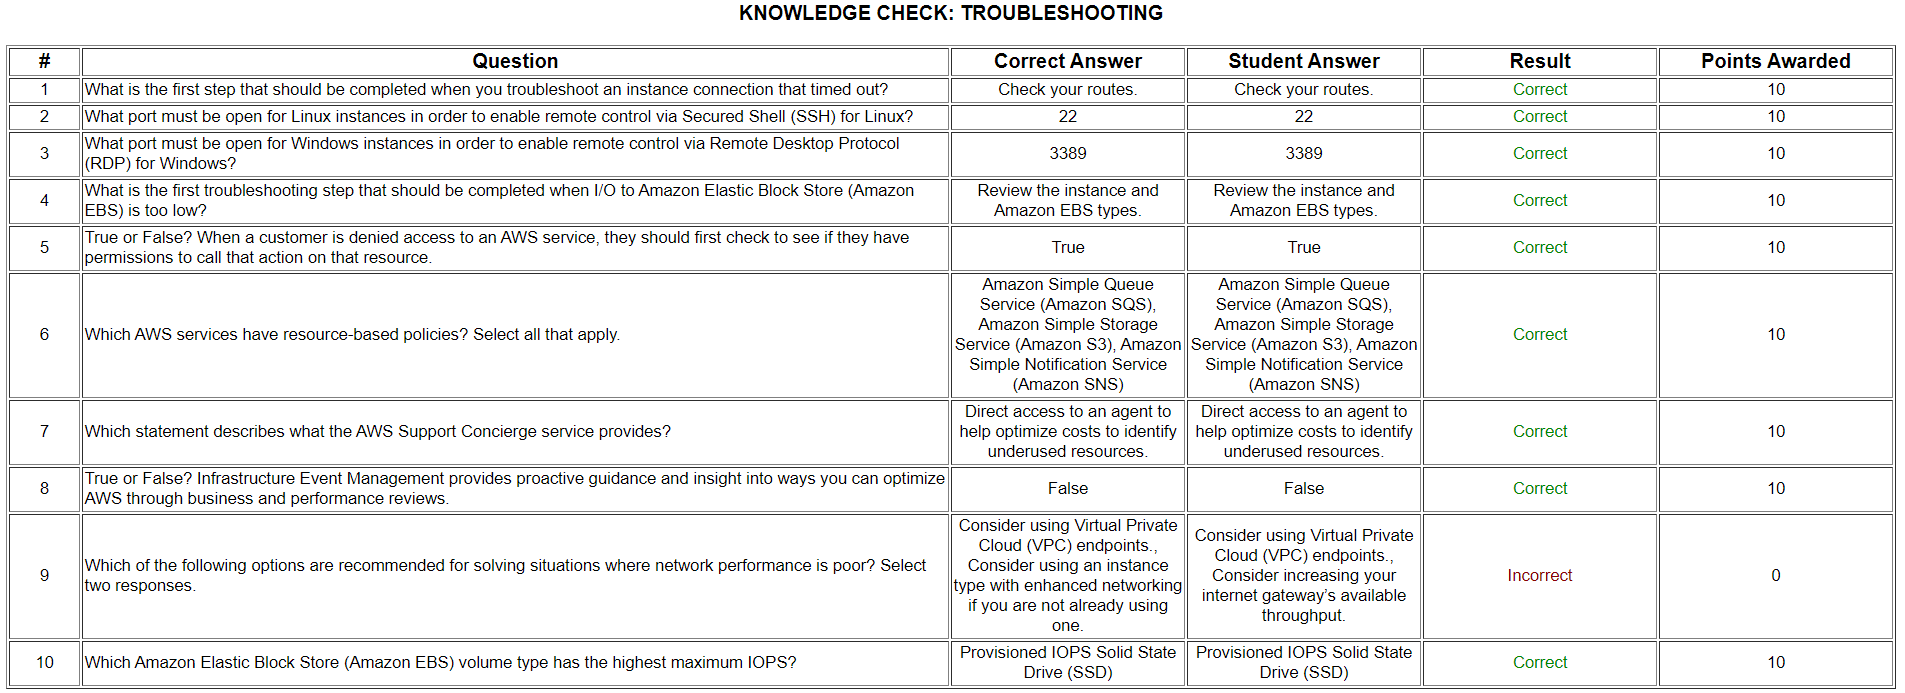 KNOWLEDGE CHECK: TROUBLESHOOTING
# Question Correct Answer Student Answer Result Points Awarded
1 What is the first step that should be completed when you troubleshoot an instance connection that timed out? Check your routes. Check your routes. Correct 10
2 What port must be open for Linux instances in order to enable remote control via Secured Shell (SSH) for Linux? 22 22 Correct 10
3
What port must be open for Windows instances in order to enable remote control via Remote Desktop Protocol
(RDP) for Windows?
3389 3389 Correct 10
4
What is the first troubleshooting step that should be completed when I/O to Amazon Elastic Block Store (Amazon
EBS) is too low?
Review the instance and
Amazon EBS types.
Review the instance and
Amazon EBS types.
Correct 10
5
True or False? When a customer is denied access to an AWS service, they should first check to see if they have
permissions to call that action on that resource.
True True Correct 10
6 Which AWS services have resource-based policies? Select all that apply.
Amazon Simple Queue
Service (Amazon SQS),
Amazon Simple Storage
Service (Amazon S3), Amazon
Simple Notification Service
(Amazon SNS)
Amazon Simple Queue
Service (Amazon SQS),
Amazon Simple Storage
Service (Amazon S3), Amazon
Simple Notification Service
(Amazon SNS)
Correct 10
7 Which statement describes what the AWS Support Concierge service provides?
Direct access to an agent to
help optimize costs to identify
underused resources.
Direct access to an agent to
help optimize costs to identify
underused resources.
Correct 10
8
True or False? Infrastructure Event Management provides proactive guidance and insight into ways you can optimize
AWS through business and performance reviews.
False False Correct 10
9
Which of the following options are recommended for solving situations where network performance is poor? Select
two responses.
Consider using Virtual Private
Cloud (VPC) endpoints.,
Consider using an instance
type with enhanced networking
if you are not already using
one.
Consider using Virtual Private
Cloud (VPC) endpoints.,
Consider increasing your
internet gateway’s available
throughput.
Incorrect 0
10 Which Amazon Elastic Block Store (Amazon EBS) volume type has the highest maximum IOPS?
Provisioned IOPS Solid State
Drive (SSD)
Provisioned IOPS Solid State
Drive (SSD)
Correct 10